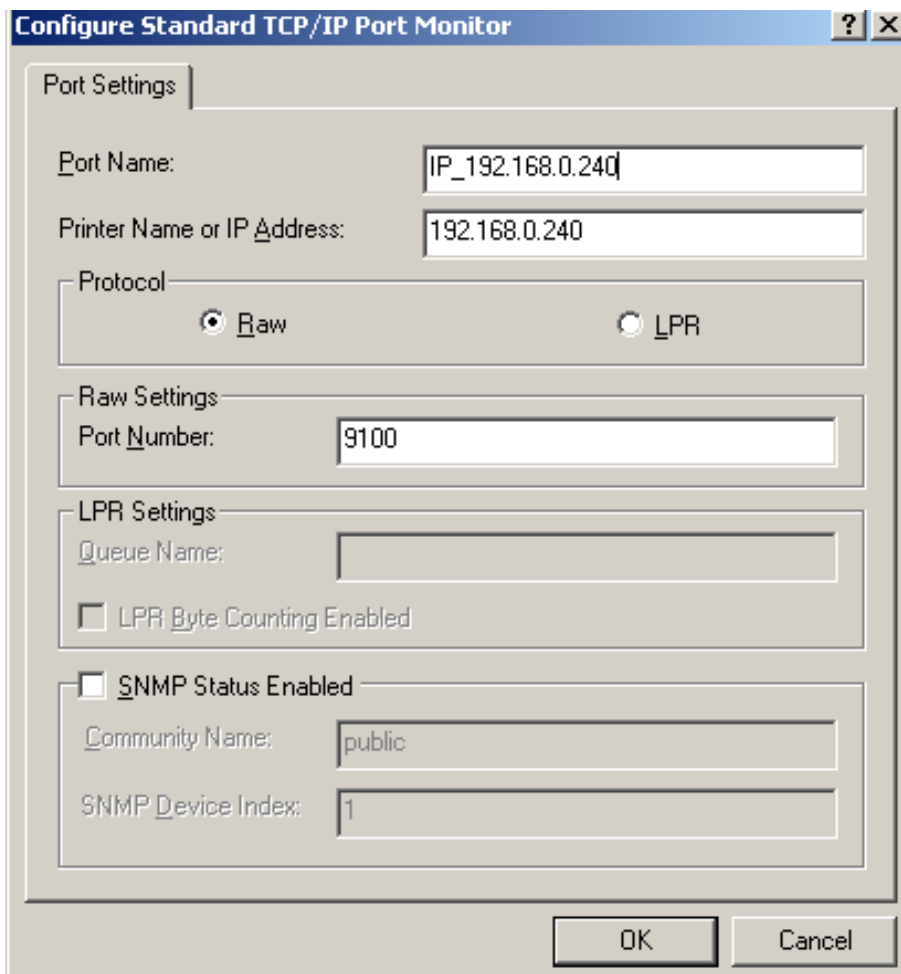 Configure Standard TCP/IP Port Monitor
Port Settings
Port Name: IP_192.168.0.240
Printer Name or IP Address: 192.168.0.240
Protocol
Raw LPR
Raw Settings
Port Number: 9100
LPR Settings
Queue Name:
LPR Byte Counting Enabled
SNMP Status Enabled
Community Name: public
SNMP Device Index: 1
OK Cancel